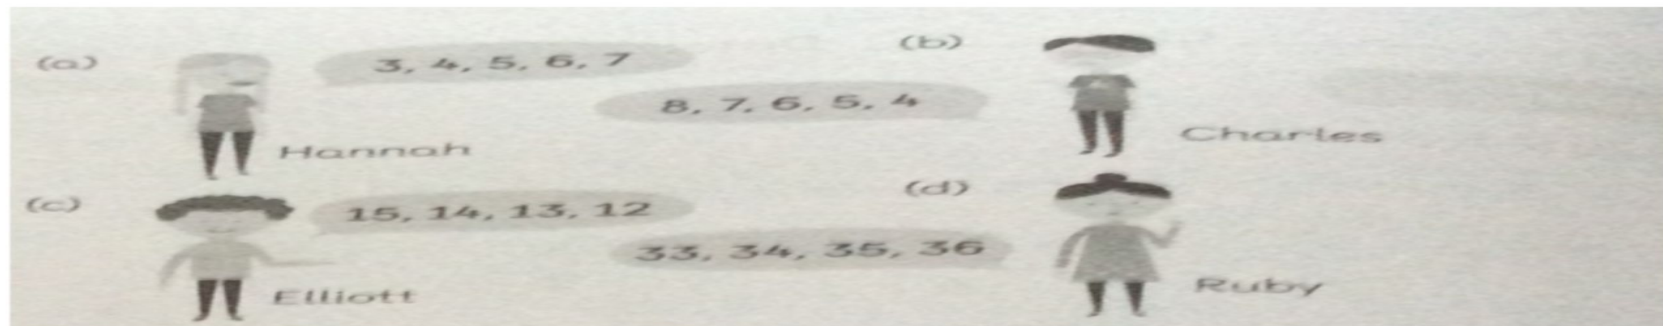 (a)
3, 4, 5, 6, 7
Hannah
(b)
8, 7, 6, 5, 4
Charles
(c)
15, 14, 13, 12
Elliott
(d)
33, 34, 35, 36
Ruby